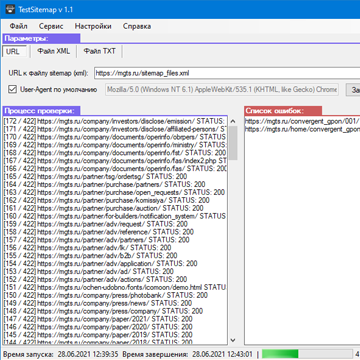 TestSitemap v 1.1
Файл Сервис Настройки Справка
Параметры:
URL Файл XML Файл TXT
URL к файлу sitemap (xml): https://mgts.ru/sitemap_files.xml
User-Agent по умолчанию Mozilla/5.0 (Windows NT 6.1) AppleWebKit/535.1 (KHTML, like Gecko) Chrome
Процесс проверки: Список ошибок:
[172 / 422] https://mgts.ru/company/investors/disclose/emission/ STATUS: https://mgts.ru/convergent_gpon/001/
[171 / 422] https://mgts.ru/company/investors/disclose/affiliated-persons/ S https://mgts.ru/home/convergent_gpon
[170 / 422] https://mgts.ru/company/documents/operinfo/obrpers/ STATUS:
[169 / 422] https://mgts.ru/company/documents/operinfo/ministry/ STATUS:
[168 / 422] https://mgts.ru/company/documents/operinfo/fst/ STATUS: 200
[167 / 422] https://mgts.ru/company/documents/operinfo/fas/index2.php ST
[166 / 422] https://mgts.ru/company/documents/operinfo/fas/ STATUS: 200
[165 / 422] https://mgts.ru/partner/tsg/ordertsg/ STATUS: 200
[164 / 422] https://mgts.ru/partner/purchase/partners/ STATUS: 200
[163 / 422] https://mgts.ru/partner/purchase/open_requests/ STATUS: 200
[162 / 422] https://mgts.ru/partner/purchase/komissiya/ STATUS: 200
[161 / 422] https://mgts.ru/partner/purchase/auction/ STATUS: 200
[160 / 422] https://mgts.ru/partner/for-builders/notification_system/ STATUS
[159 / 422] https://mgts.ru/partner/adv/request/ STATUS: 200
[158 / 422] https://mgts.ru/partner/adv/reference/ STATUS: 200
[157 / 422] https://mgts.ru/partner/adv/partners/ STATUS: 200
[156 / 422] https://mgts.ru/partner/adv/lk/ STATUS: 200
[155 / 422] https://mgts.ru/partner/adv/b2b/ STATUS: 200
[154 / 422] https://mgts.ru/partner/adv/application/ STATUS: 200
[153 / 422] https://mgts.ru/partner/adv/ad/ STATUS: 200
[152 / 422] https://mgts.ru/partner/adv/actions/ STATUS: 200
[151 / 422] https://mgts.ru/ochen-udobno/fonts/icomoon/demo.html STATUS
[150 / 422] https://mgts.ru/company/press/photobank/ STATUS: 200
[149 / 422] https://mgts.ru/company/press/news/ STATUS: 200
[148 / 422] https://mgts.ru/company/press/company/ STATUS: 200
[147 / 422] https://mgts.ru/company/paper/2021/ STATUS: 200
[146 / 422] https://mgts.ru/company/paper/2020/ STATUS: 200
[145 / 422] https://mgts.ru/company/paper/2019/ STATUS: 200
[144 / 422] https://mgts.ru/company/paper/2018/ STATUS: 200
Время запуска: 28.06.2021 12:39:35 Время завершения: 28.06.2021 12:43:01